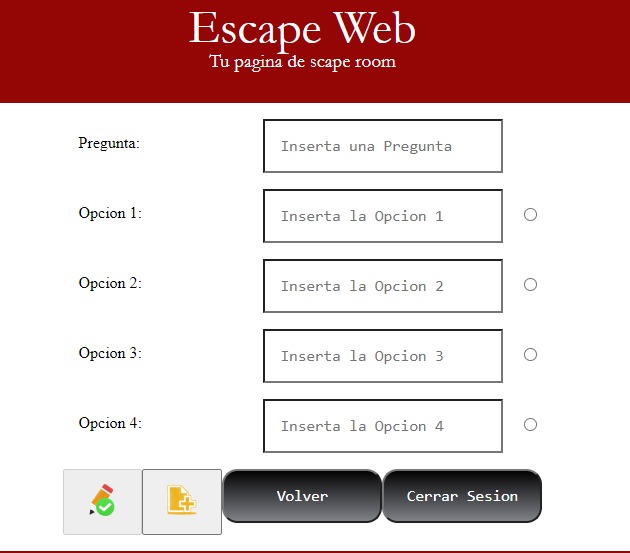 Escape Web
Tu pagina de scape room
Pregunta: Inserta una Pregunta
Opcion 1: Inserta la Opcion 1
Opcion 2: Inserta la Opcion 2
Opcion 3: Inserta la Opcion 3
Opcion 4: Inserta la Opcion 4
Volver Cerrar Sesion